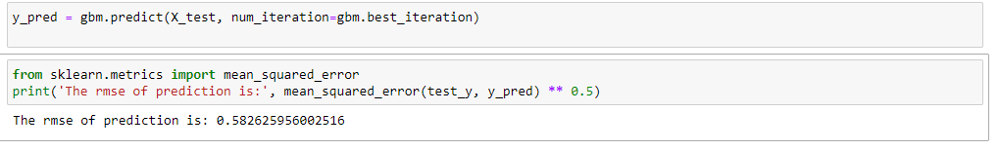 y_pred = gbm.predict(X_test, num_iteration=gbm.best_iteration)
from sklearn.metrics import mean_squared_error
print('The rmse of prediction is:', mean_squared_error(test_y, y_pred) ** 0.5)
The rmse of prediction is: 0.582625956002516